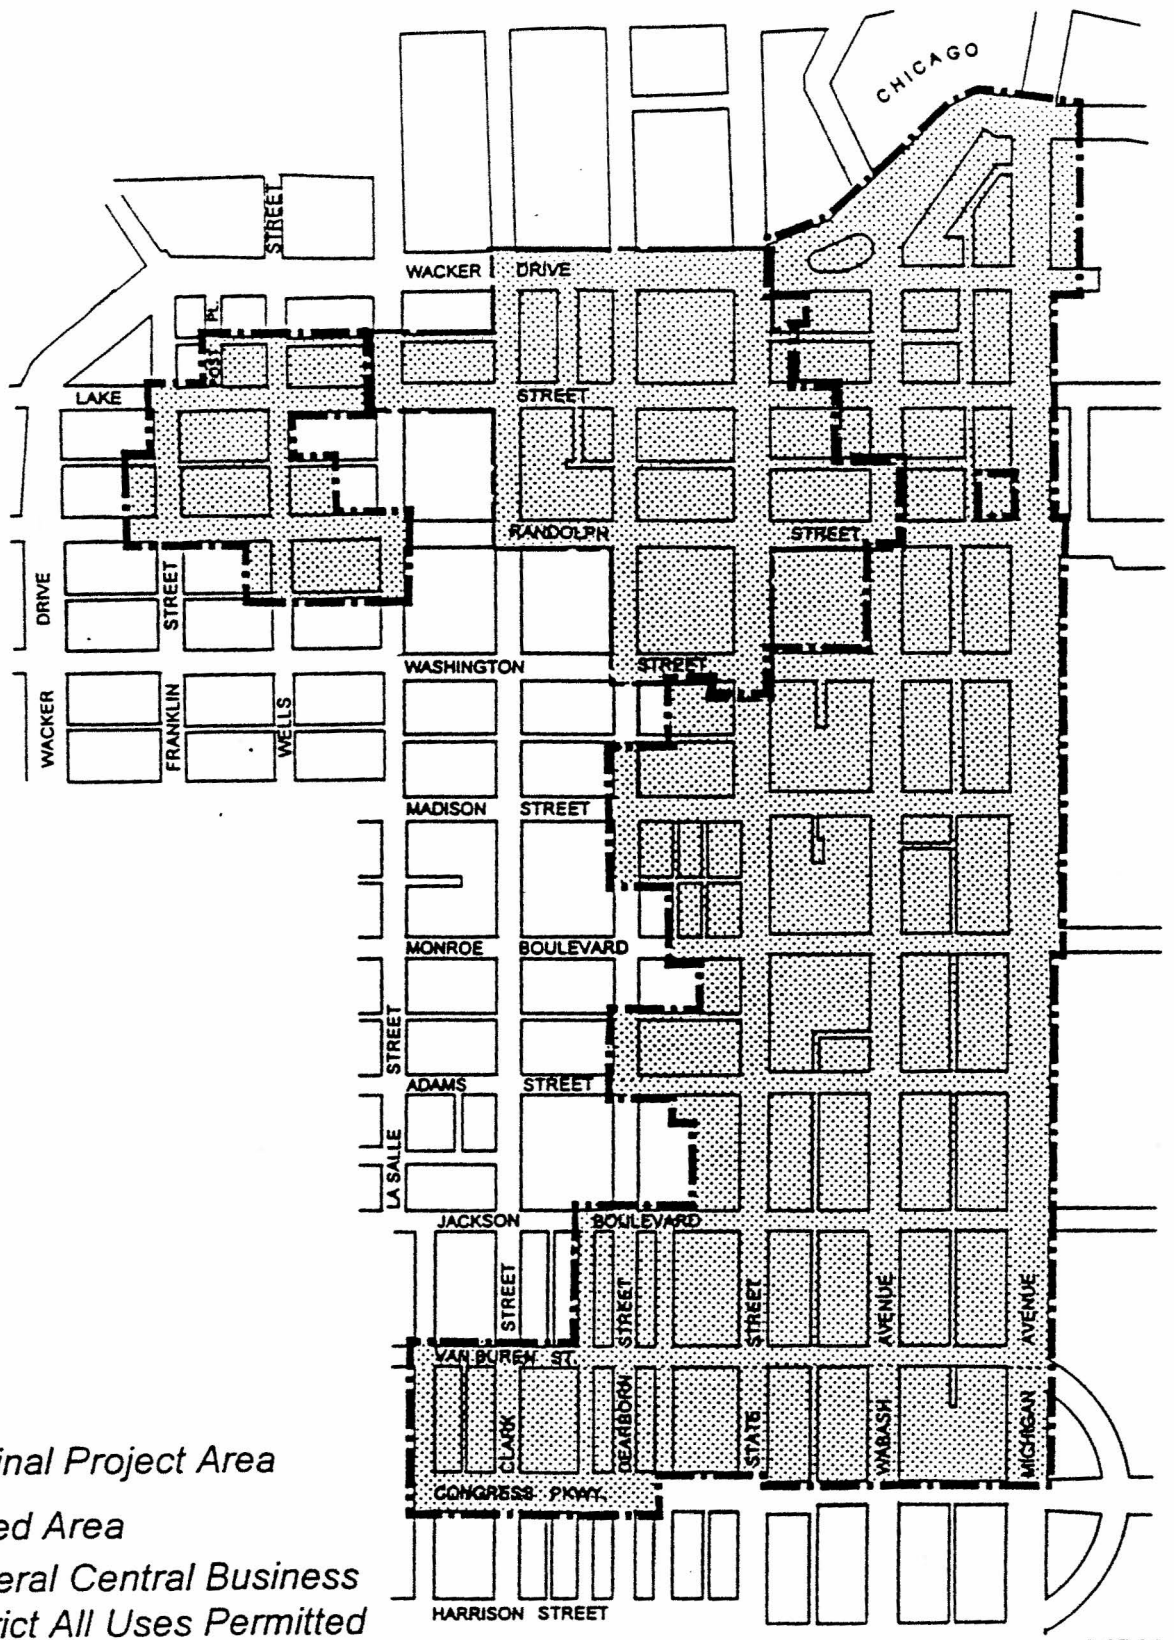 CHICAGO
STREET
WACKER DRIVE
POST PL.
LAKE STREET
RANDOLPH STREET
DRIVE
STREET
WASHINGTON STREET
WACKER
FRANKLIN
WELLS
MADISON STREET
MONROE BOULEVARD
STREET
ADAMS STREET
LA SALLE
JACKSON BOULEVARD
STREET
STREET
STREET
AVENUE
AVENUE
VAN BUREN ST.
CLARK
DEARBORN
STATE
WABASH
MICHIGAN
inal Project Area
CONGRESS PKWY.
ed Area
eral Central Business
rict All Uses Permitted
HARRISON STREET